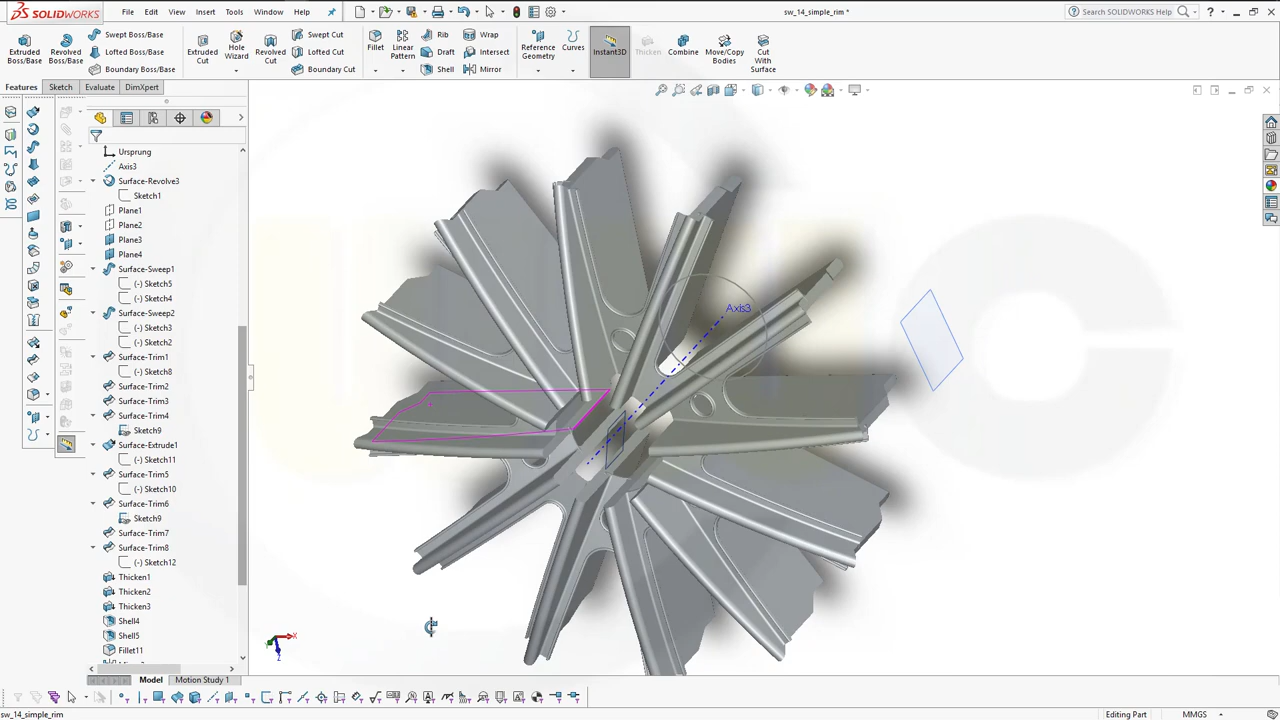 SOLIDWORKS
File
Edit
View
Insert
Tools
Window
Help
sw_14_simple_rim *
Search SOLIDWORKS Help
Extruded Boss/Base
Revolved Boss/Base
Swept Boss/Base
Lofted Boss/Base
Boundary Boss/Base
Extruded Cut
Hole Wizard
Revolved Cut
Swept Cut
Lofted Cut
Boundary Cut
Fillet
Linear Pattern
Rib
Draft
Shell
Wrap
Intersect
Mirror
Reference Geometry
Curves
Instant3D
Thicken
Combine
Move/Copy Bodies
Cut With Surface
Features
Sketch
Evaluate
DimXpert
Ursprung
Axis3
Surface-Revolve3
Sketch1
Plane1
Plane2
Plane3
Plane4
Surface-Sweep1
(-) Sketch5
(-) Sketch4
Surface-Sweep2
(-) Sketch3
(-) Sketch2
Surface-Trim1
(-) Sketch8
Surface-Trim2
Surface-Trim3
Surface-Trim4
Sketch9
Surface-Extrude1
(-) Sketch11
Surface-Trim5
(-) Sketch10
Surface-Trim6
Sketch9
Surface-Trim7
Surface-Trim8
(-) Sketch12
Thicken1
Thicken2
Thicken3
Shell4
Shell5
Fillet11
Axis3
X
Z
Model
Motion Study 1
sw_14_simple_rim
Editing Part
MMGS